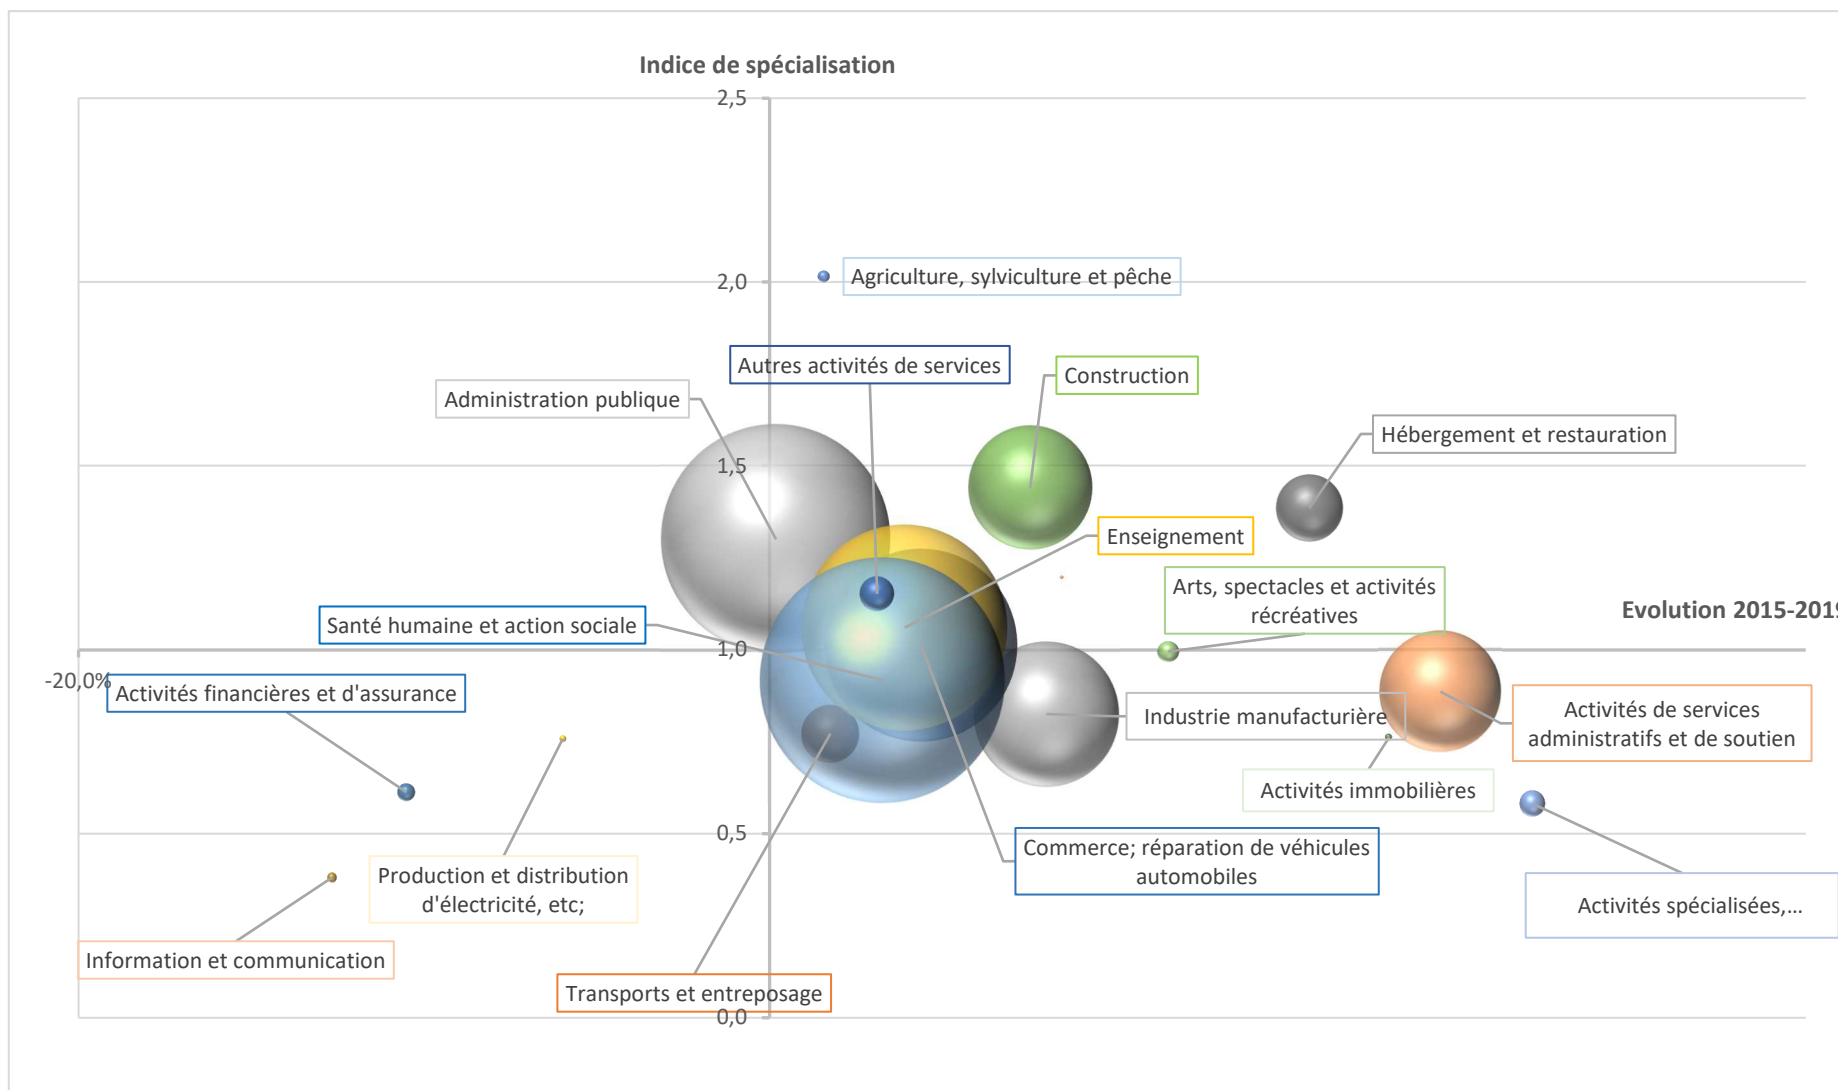 Indice de spécialisation
2,5
2,0
Agriculture, sylviculture et pêche
Autres activités de services
Construction
Administration publique
Hébergement et restauration
1,5
Enseignement
Arts, spectacles et activités
récréatives
Evolution 2015-2019
Santé humaine et action sociale
1,0
-20,0%
Activités financières et d'assurance
Industrie manufacturière
Activités de services
administratifs et de soutien
Activités immobilières
0,5
Commerce; réparation de véhicules
automobiles
Production et distribution
d'électricité, etc;
Activités spécialisées,...
Information et communication
Transports et entreposage
0,0